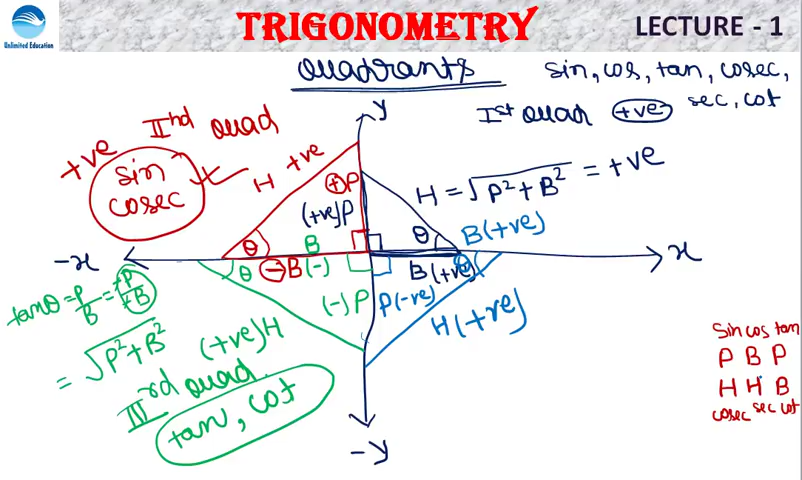 Unlimited Education
TRIGONOMETRY
LECTURE - 1
Quadrants
sin, cos, tan, cosec,
sec, cot
Ist Quad +ve
y
IInd Quad
+ve
sin
cosec
H +ve
+P
(+ve)P
H = √P² + B² = +ve
θ
B
θ
B(+ve)
-x
x
θ
-B(-)
B(+ve)
θ
tanθ = P/B = -P/-B
(-)P
P(-ve)
H(+ve)
= √P² + B²
(+ve)H
IIIrd Quad
tan, cot
-y
Sin cos tan
P B P
H H B
cosec sec cot